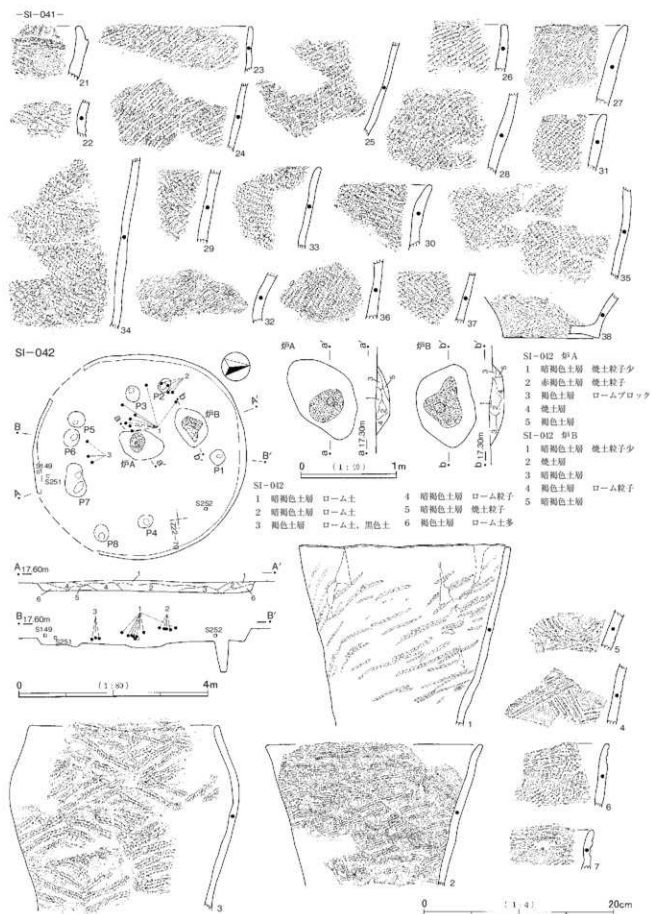 SI-041
21
23
26
27
22
24
25
28
31
34
29
33
30
35
32
36
37
38
SI-042
炉A
炉B
SI-042 炉A
1 暗褐色土層 焼土粒子少
2 赤褐色土層 焼土粒子
3 褐色土層 ロームブロック
4 焼土層
5 褐色土層
SI-042 炉B
1 暗褐色土層 焼土粒子少
2 焼土層
3 暗褐色土層
4 褐色土層 ローム粒子
5 暗褐色土層
a a'
b b'
17.30m
17.30m
0 1m
P2
P3
P5
P6
P7
P8
P4
P1
炉A
炉B
S149
S251
S252
A A'
B B'
SI-042
1 暗褐色土層 ローム土
2 暗褐色土層 ローム土
3 褐色土層 ローム土、黒色土
4 暗褐色土層 ローム粒子
5 暗褐色土層 焼土粒子
6 褐色土層 ローム土多
A 17.60m A'
B 17.60m B'
S149
S251
S252
0 (1:80) 4m
1
5
4
3
2
6
7
0 (1:4) 20cm